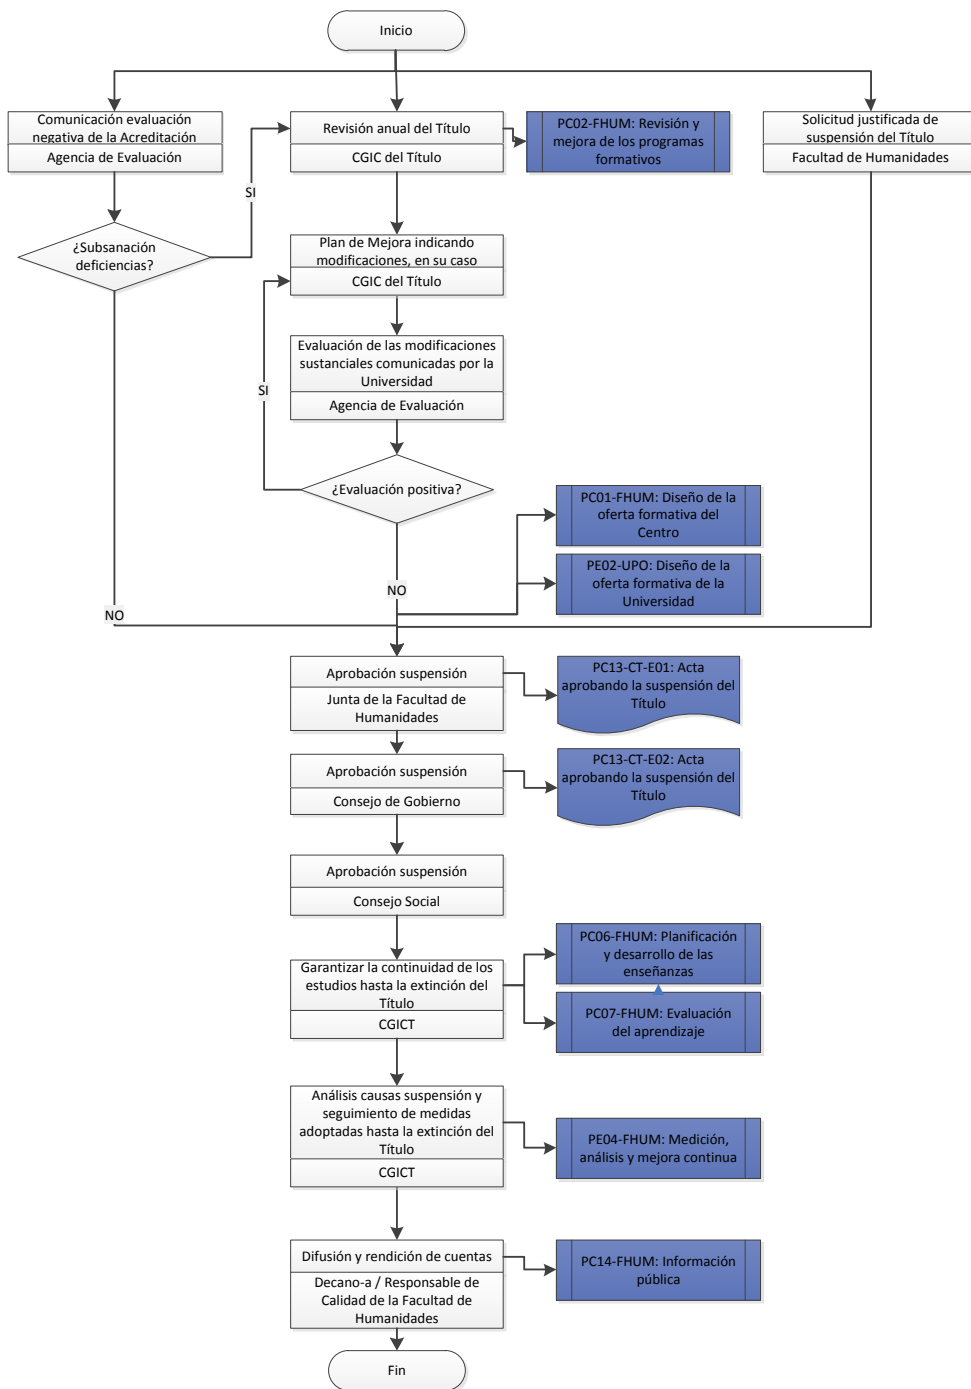 Inicio
Comunicación evaluación
negativa de la Acreditación
Agencia de Evaluación
Revisión anual del Título
CGIC del Título
PC02-FHUM: Revisión y
mejora de los programas
formativos
Solicitud justificada de
suspensión del Título
Facultad de Humanidades
SI
¿Subsanación
deficiencias?
Plan de Mejora indicando
modificaciones, en su caso
CGIC del Título
Evaluación de las modificaciones
sustanciales comunicadas por la
Universidad
Agencia de Evaluación
SI
¿Evaluación positiva?
PC01-FHUM: Diseño de la
oferta formativa del
Centro
PE02-UPO: Diseño de la
oferta formativa de la
Universidad
NO
NO
Aprobación suspensión
Junta de la Facultad de
Humanidades
PC13-CT-E01: Acta
aprobando la suspensión del
Título
Aprobación suspensión
Consejo de Gobierno
PC13-CT-E02: Acta
aprobando la suspensión del
Título
Aprobación suspensión
Consejo Social
Garantizar la continuidad de los
estudios hasta la extinción del
Título
CGICT
PC06-FHUM: Planificación
y desarrollo de las
enseñanzas
PC07-FHUM: Evaluación
del aprendizaje
Análisis causas suspensión y
seguimiento de medidas
adoptadas hasta la extinción del
Título
CGICT
PE04-FHUM: Medición,
análisis y mejora continua
Difusión y rendición de cuentas
Decano-a / Responsable de
Calidad de la Facultad de
Humanidades
PC14-FHUM: Información
pública
Fin